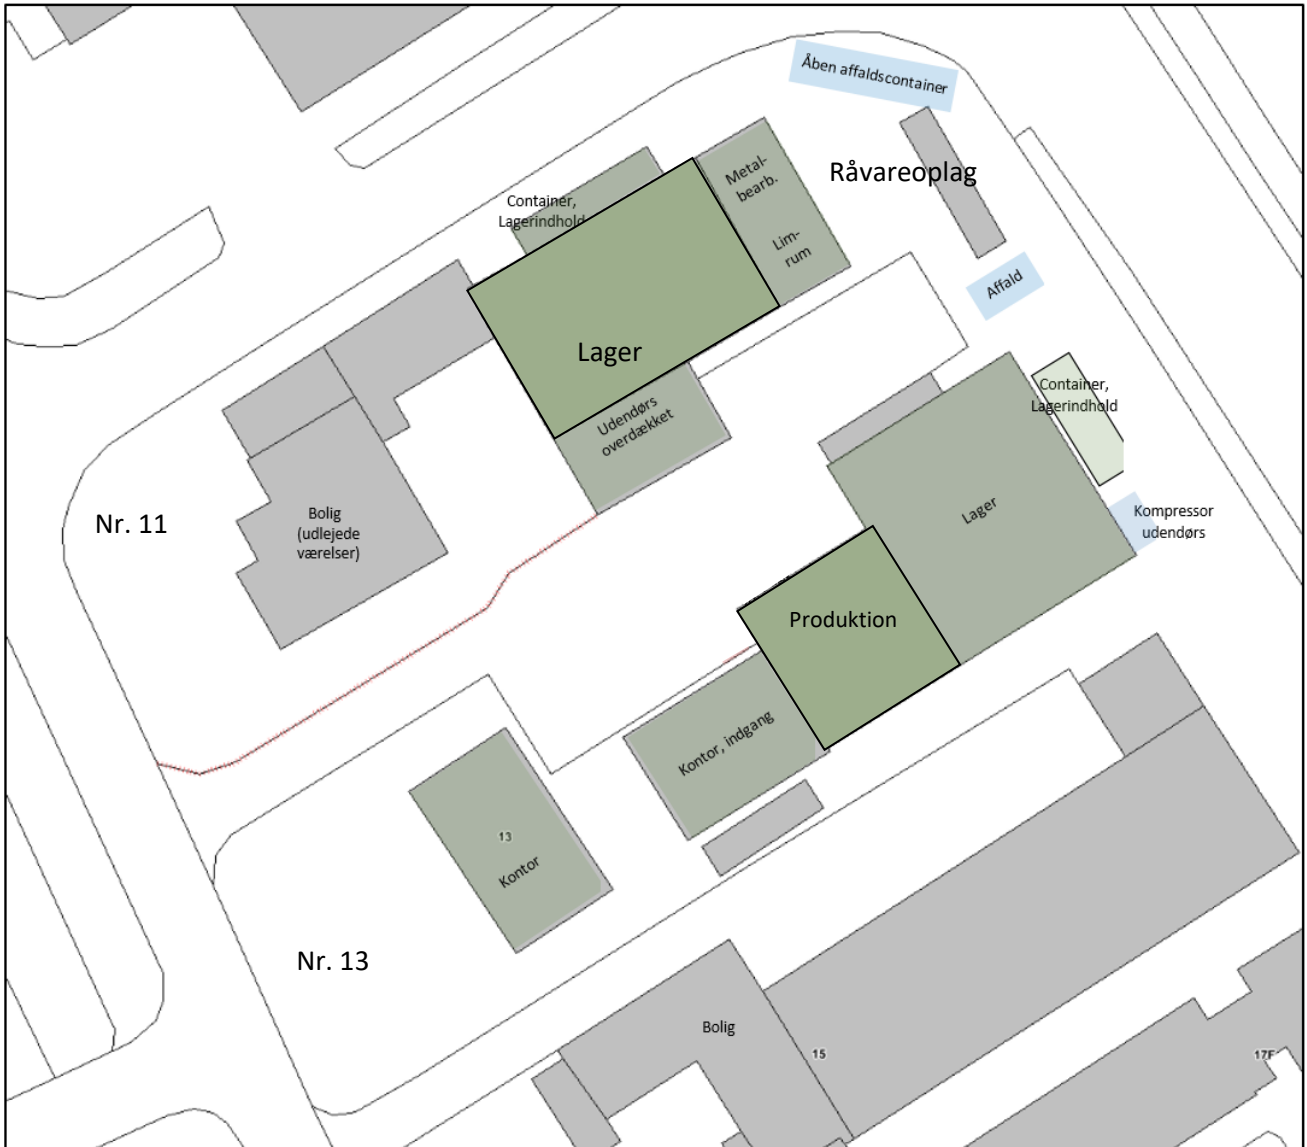 Åben affaldscontainer
Metal-
bearb.
Råvareoplag
Container,
Lagerindhold
Lim-
rum
Affald
Lager
Container,
Lagerindhold
Udendørs
overdækket
Nr. 11
Bolig
(udlejede
værelser)
Lager
Kompressor
udendørs
Produktion
Kontor, indgang
13
Kontor
Nr. 13
Bolig
15
17F